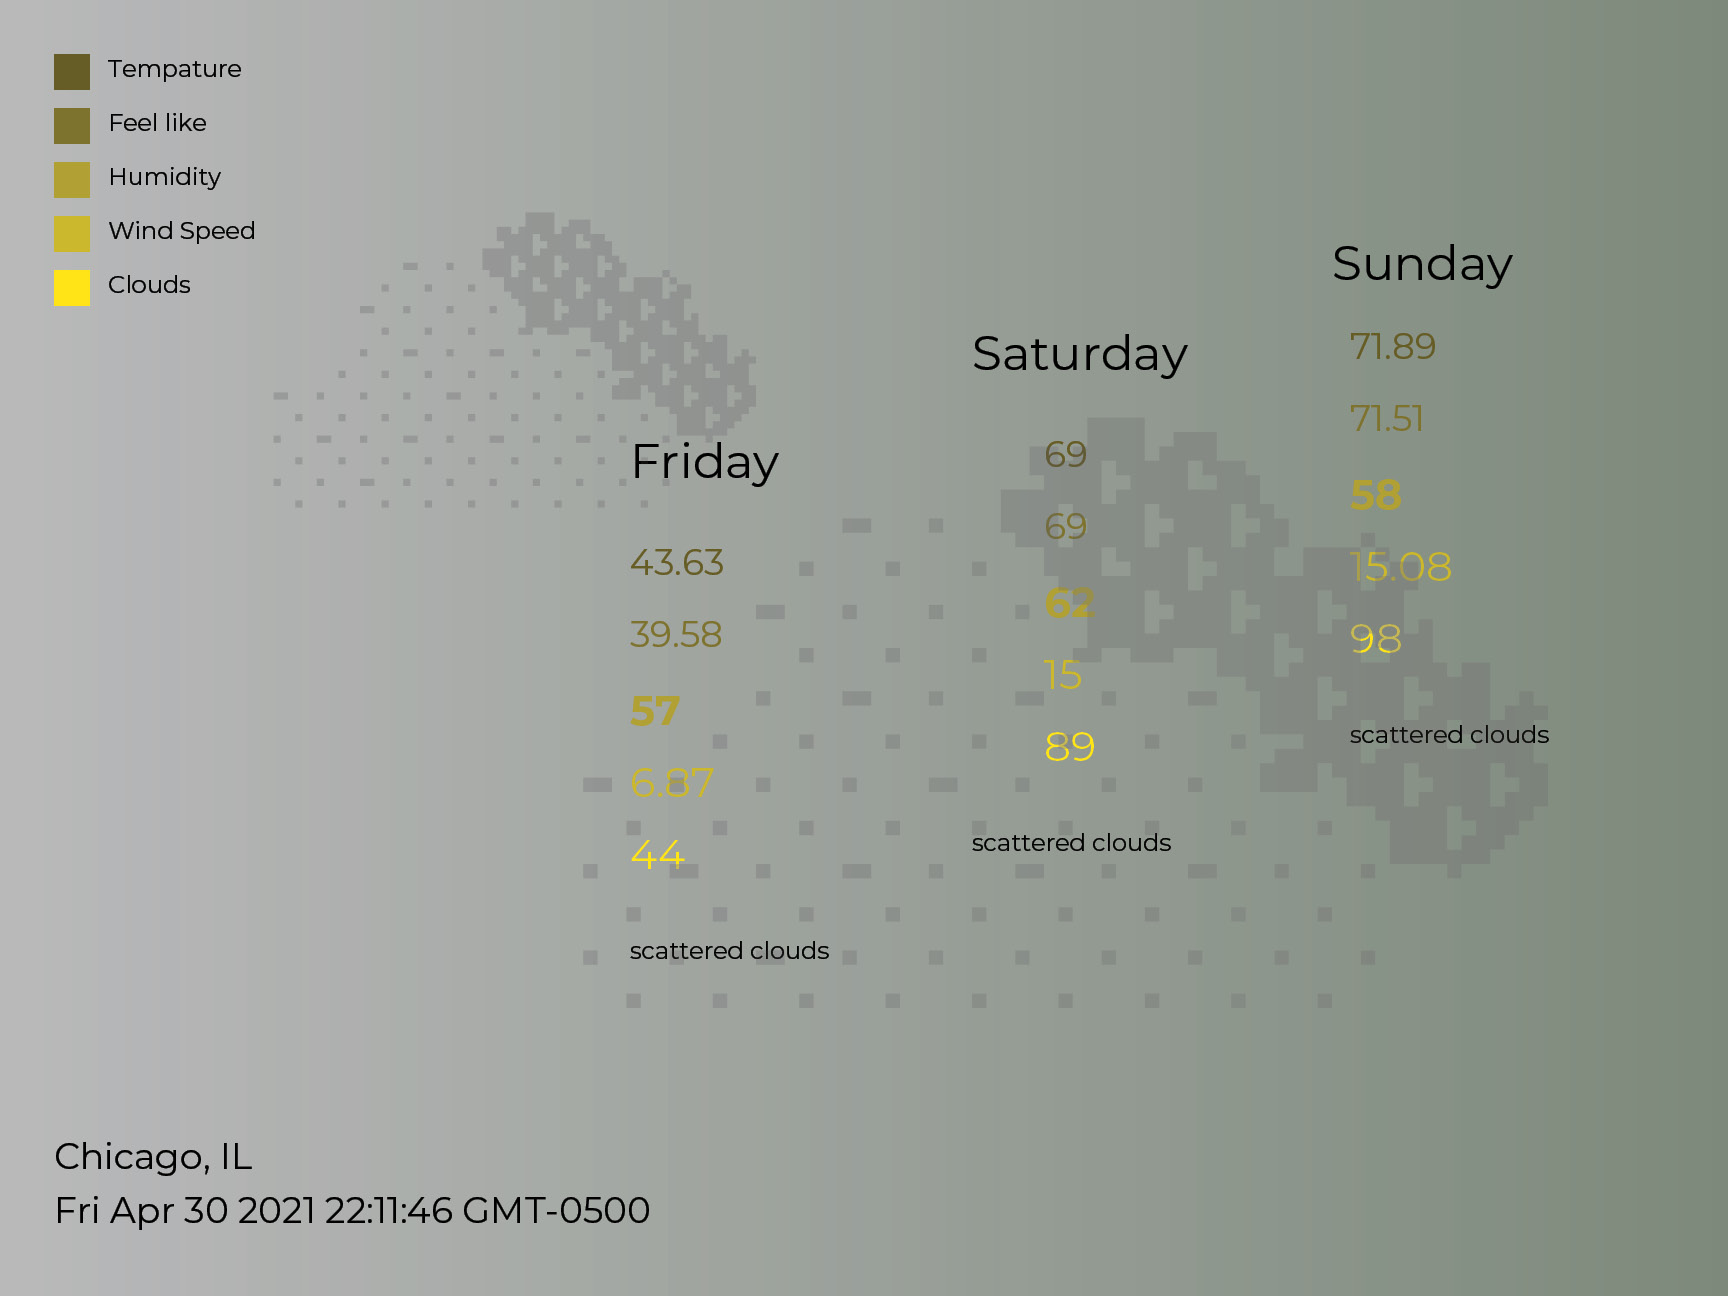 Tempature
Feel like
Humidity
Wind Speed
Clouds
Friday
43.63
39.58
57
6.87
44
scattered clouds
Saturday
69
69
62
15
89
scattered clouds
Sunday
71.89
71.51
58
15.08
98
scattered clouds
Chicago, IL
Fri Apr 30 2021 22:11:46 GMT-0500